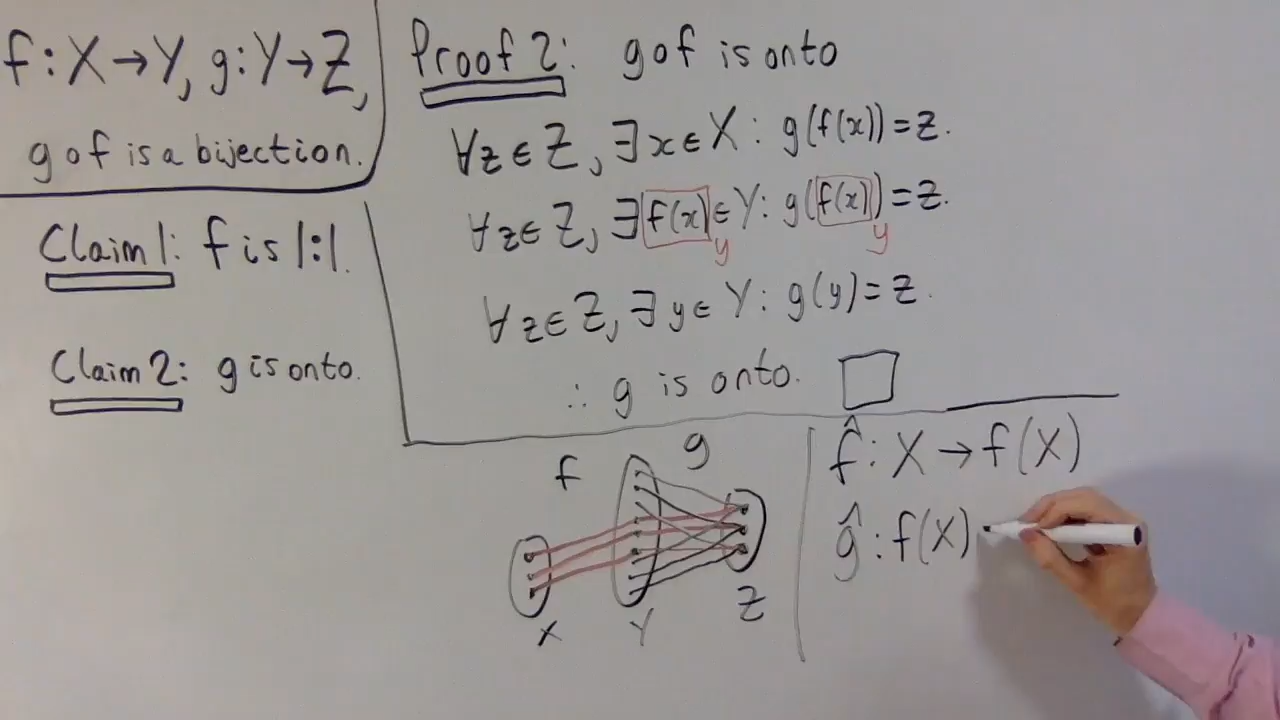 f : X → Y, g : Y → Z,
g o f is a bijection.
Claim 1: f is 1:1.
Claim 2: g is onto.
Proof 2: g o f is onto
∀z ∈ Z, ∃ x ∈ X : g(f(x)) = z.
∀z ∈ Z, ∃ f(x) ∈ Y : g(f(x)) = z.
y y
∀z ∈ Z, ∃ y ∈ Y : g(y) = z.
∴ g is onto. □
f g
X Y Z
f̂ : X → f(X)
ĝ : f(X) -